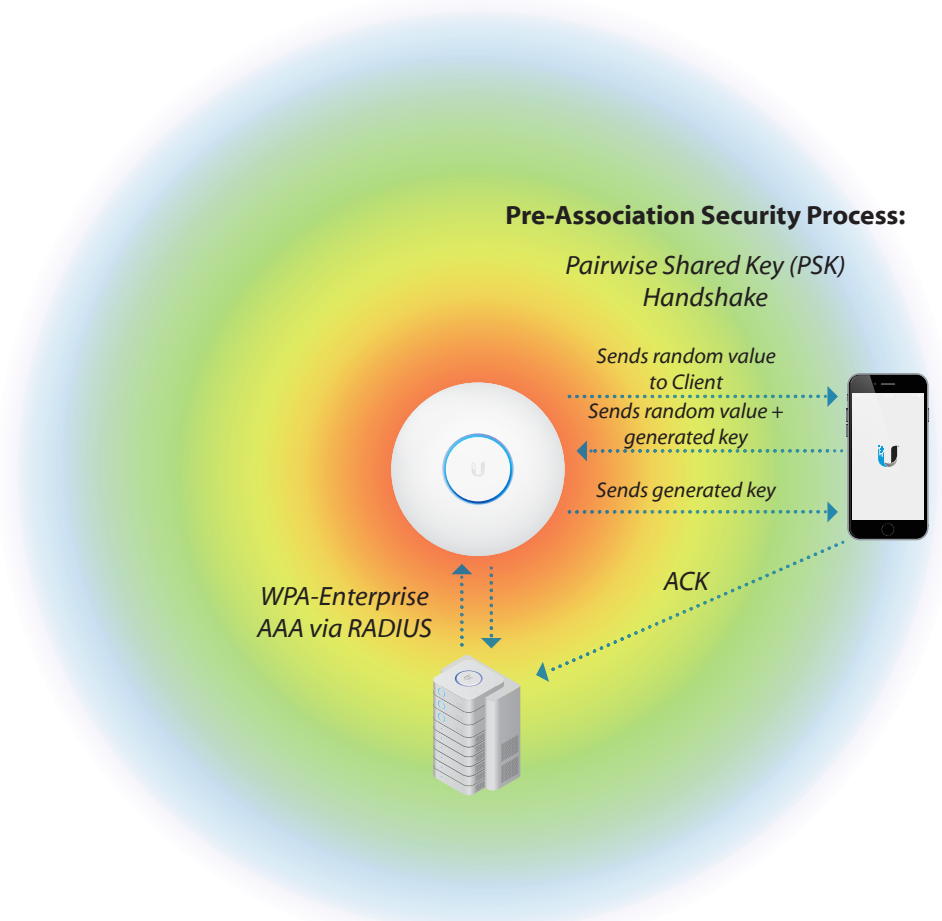 Pre-Association Security Process:
Pairwise Shared Key (PSK)
Handshake
Sends random value
to Client
Sends random value +
generated key
Sends generated key
ACK
WPA-Enterprise
AAA via RADIUS